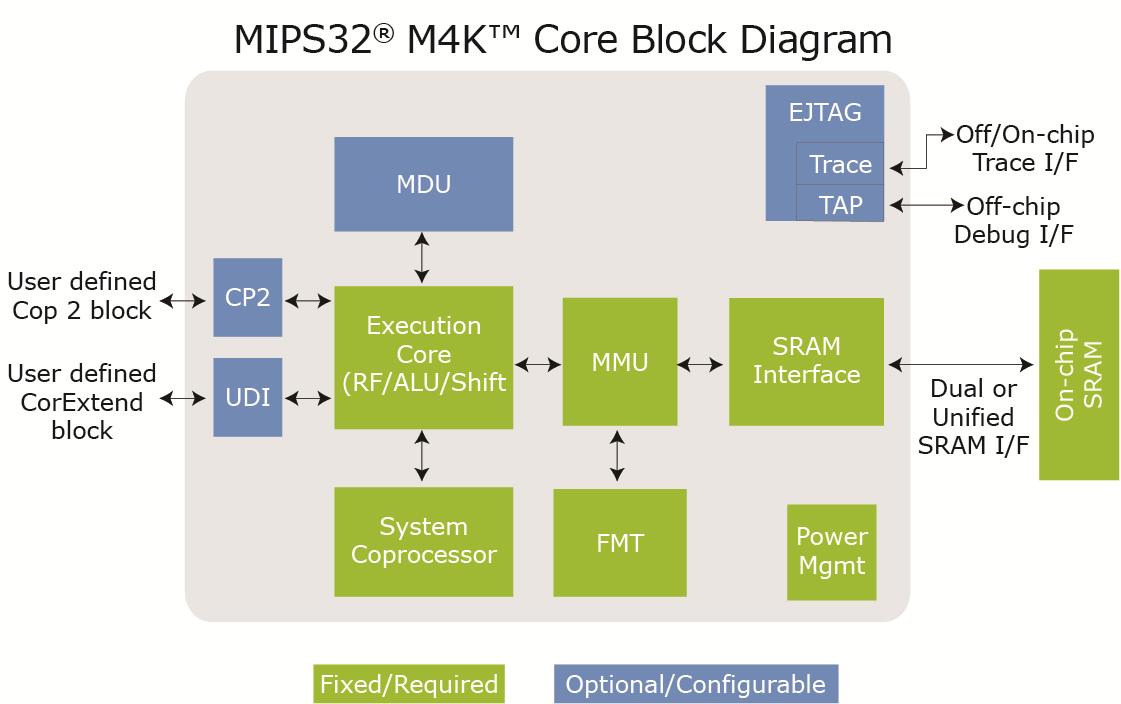 MIPS32® M4K™ Core Block Diagram
EJTAG
Trace
TAP
Off/On-chip
Trace I/F
Off-chip
Debug I/F
MDU
User defined
Cop 2 block
CP2
User defined
CorExtend
block
UDI
Execution
Core
(RF/ALU/Shift
MMU
SRAM
Interface
Dual or
Unified
SRAM I/F
On-chip
SRAM
System
Coprocessor
FMT
Power
Mgmt
Fixed/Required
Optional/Configurable